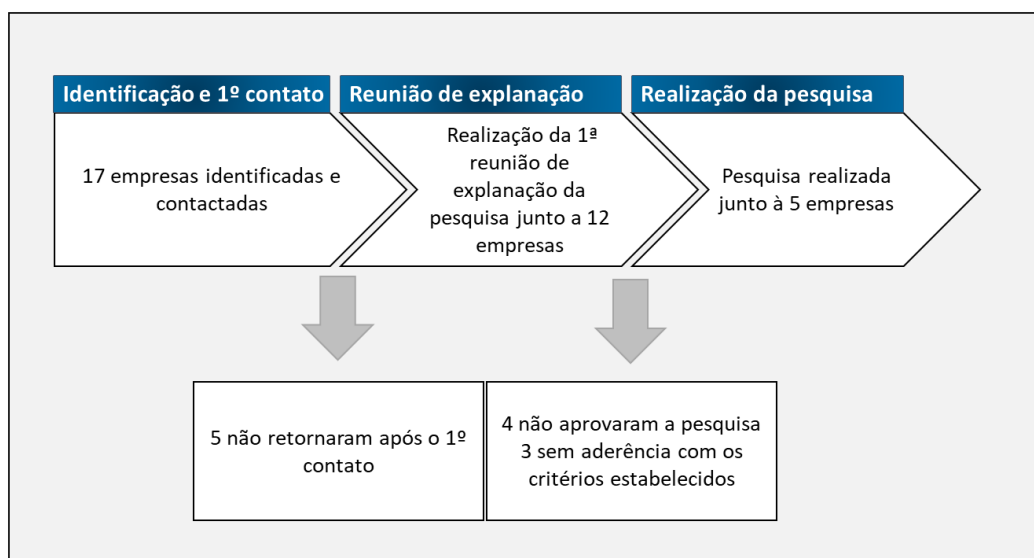 Identificação e 1º contato
17 empresas identificadas e
contactadas
Reunião de explanação
Realização da 1ª
reunião de
explanação da
pesquisa junto a 12
empresas
Realização da pesquisa
Pesquisa realizada
junto à 5 empresas
5 não retornaram após o 1º
contato
4 não aprovaram a pesquisa
3 sem aderência com os
critérios estabelecidos